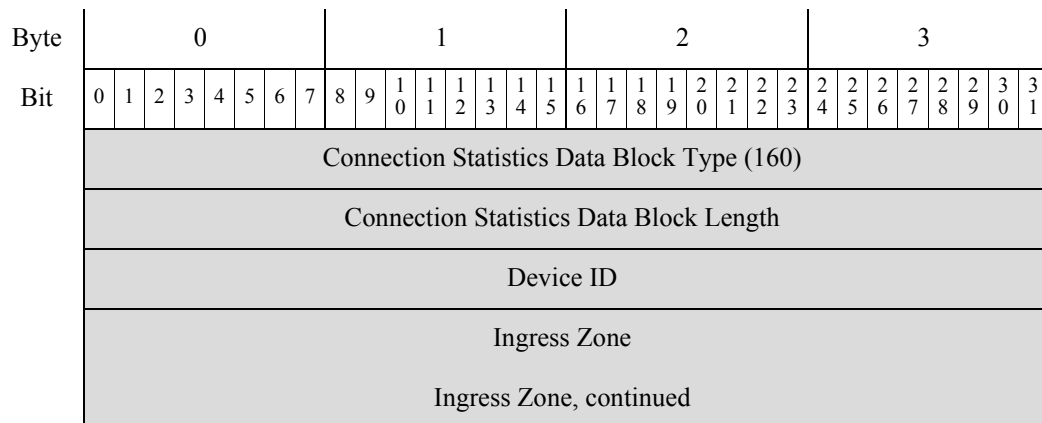 Byte 0 1 2 3
Bit 0 1 2 3 4 5 6 7 8 9 10 11 12 13 14 15 16 17 18 19 20 21 22 23 24 25 26 27 28 29 30 31
Connection Statistics Data Block Type (160)
Connection Statistics Data Block Length
Device ID
Ingress Zone
Ingress Zone, continued